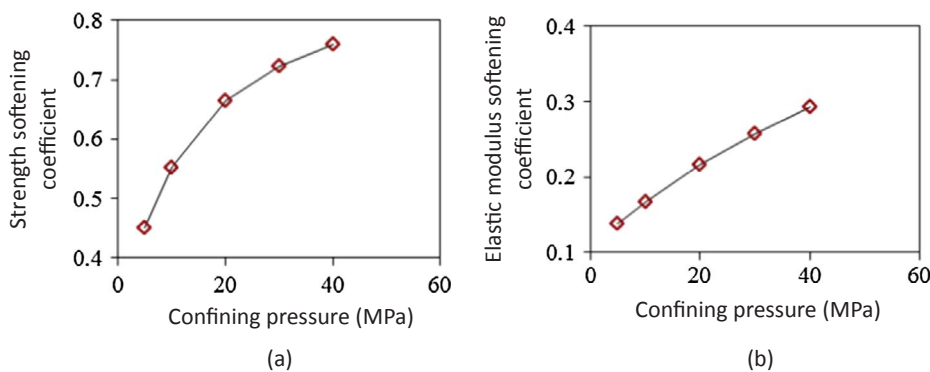 Strength softening
coefficient
0.8
0.7
0.6
0.5
0.4
0
20
40
60
Confining pressure (MPa)
(a)
Elastic modulus softening
coefficient
0.4
0.3
0.2
0.1
0
20
40
60
Confining pressure (MPa)
(b)